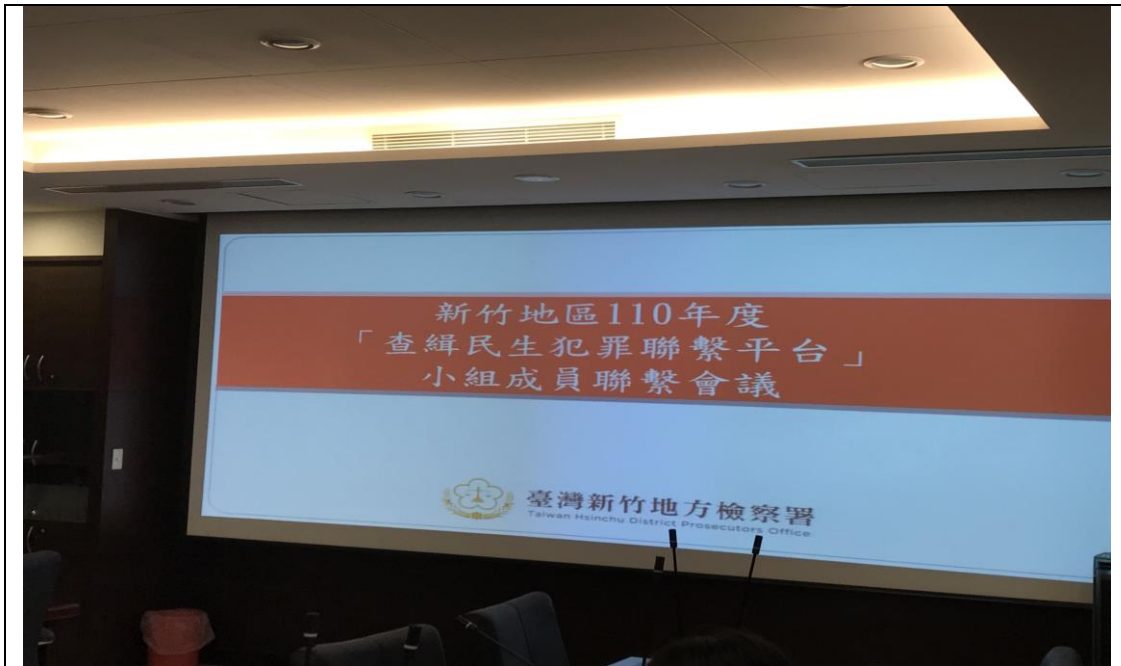 新竹地區110年度
「查緝民生犯罪聯繫平台」
小組成員聯繫會議
臺灣新竹地方檢察署
Taiwan Hsinchu District Prosecutors Office